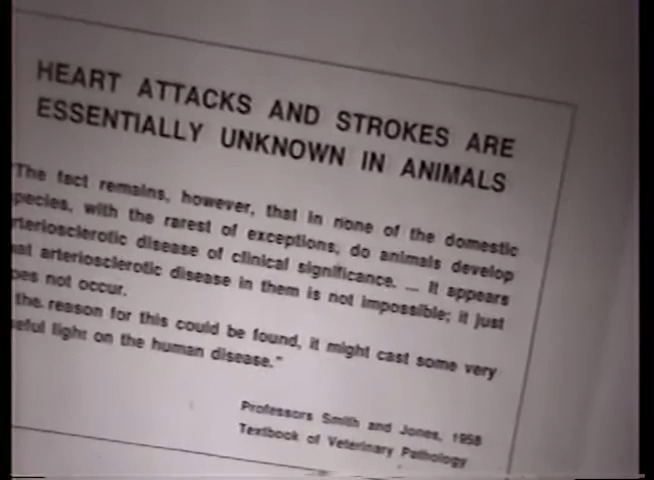 HEART ATTACKS AND STROKES ARE
ESSENTIALLY UNKNOWN IN ANIMALS
"The fact remains, however, that in none of the domestic
pecies, with the rarest of exceptions, do animals develop
rteriosclerotic disease of clinical significance. ... It appears
at arteriosclerotic disease in them is not impossible; it just
oes not occur.
the reason for this could be found, it might cast some very
eful light on the human disease."
Professors Smith and Jones, 1958
Textbook of Veterinary Pathology